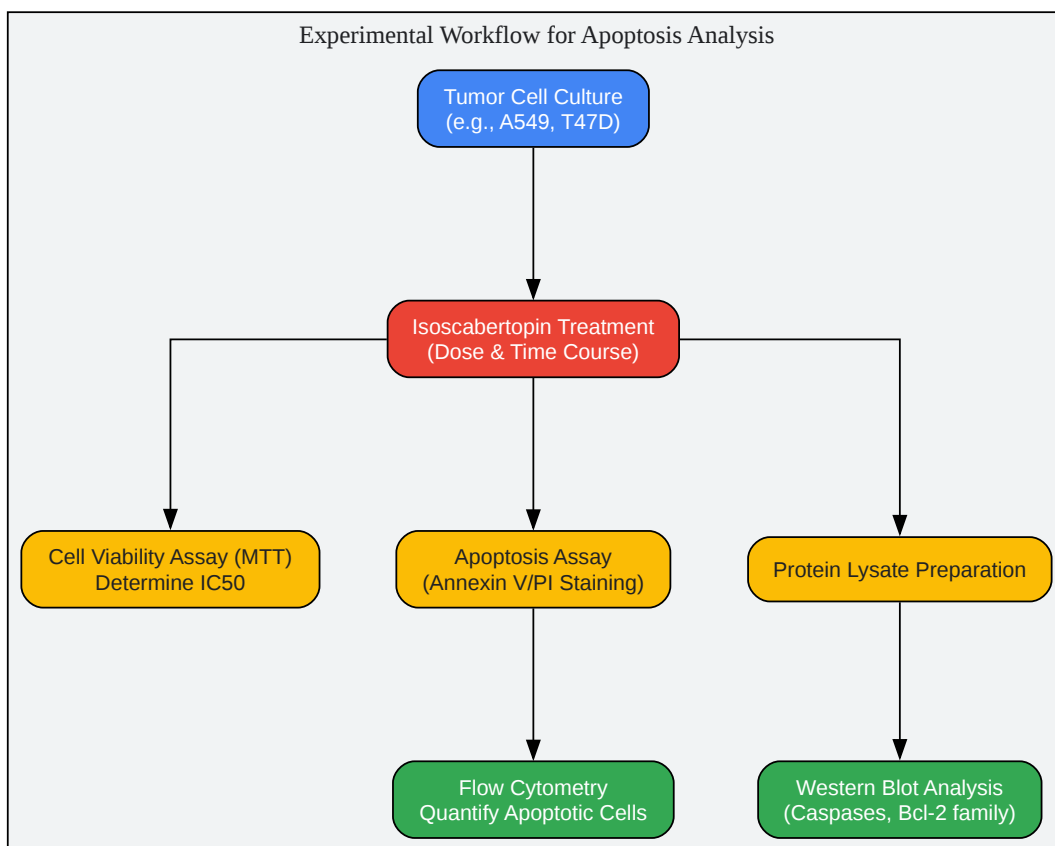 Experimental Workflow for Apoptosis Analysis
Tumor Cell Culture
(e.g., A549, T47D)
Isoscabertopin Treatment
(Dose & Time Course)
Cell Viability Assay (MTT)
Determine IC50
Apoptosis Assay
(Annexin V/PI Staining)
Protein Lysate Preparation
Flow Cytometry
Quantify Apoptotic Cells
Western Blot Analysis
(Caspases, Bcl-2 family)